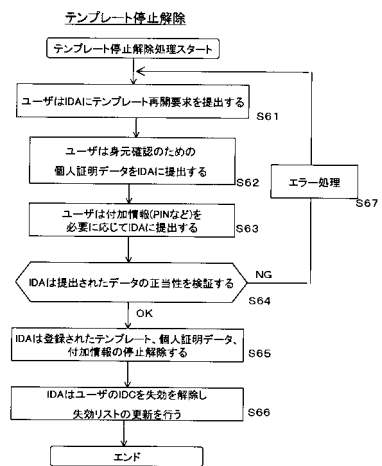 テンプレート停止解除
テンプレート停止解除処理スタート
ユーザはIDAにテンプレート再開要求を提出する
S61
ユーザは身元確認のための
個人証明データをIDAに提出する
S62
エラー処理
S67
ユーザは付加情報(PINなど)を
必要に応じてIDAに提出する
S63
IDAは提出されたデータの正当性を検証する
NG
S64
OK
IDAは登録されたテンプレート、個人証明データ、
付加情報の停止解除する
S65
IDAはユーザのIDCを失効を解除し
失効リストの更新を行う
S66
エンド